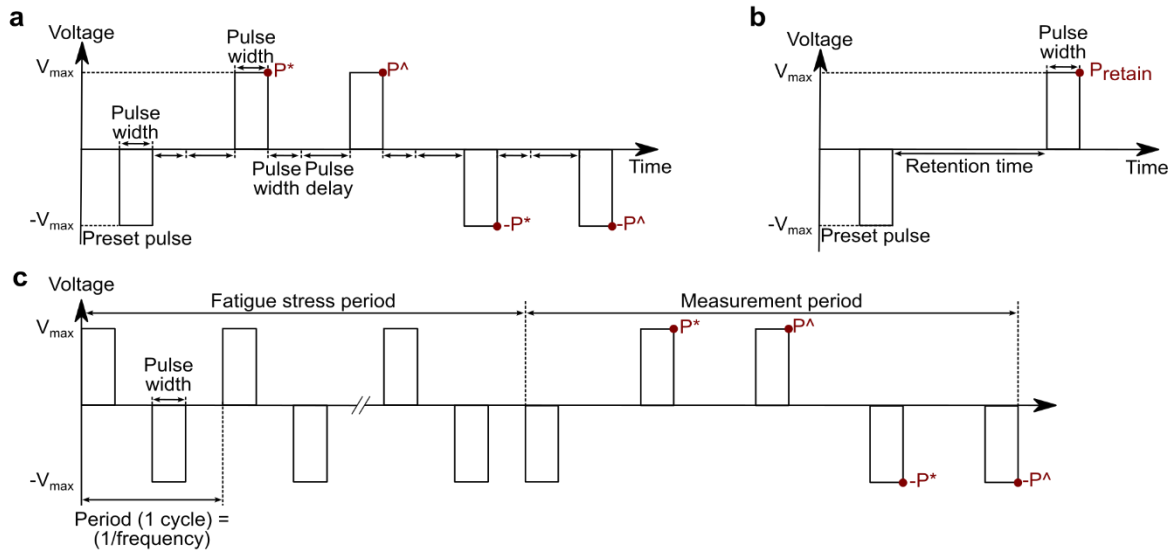 a
Voltage
Vmax
Pulse
width
P*
P^
Pulse
width
Pulse Pulse
width delay
Time
-Vmax
Preset pulse
-P*
-P^
b
Voltage
Vmax
Pulse
width
Pretain
Retention time
Time
-Vmax
Preset pulse
c
Voltage
Fatigue stress period
Measurement period
Vmax
P*
P^
Pulse
width
//
-Vmax
-P*
-P^
Period (1 cycle) =
(1/frequency)